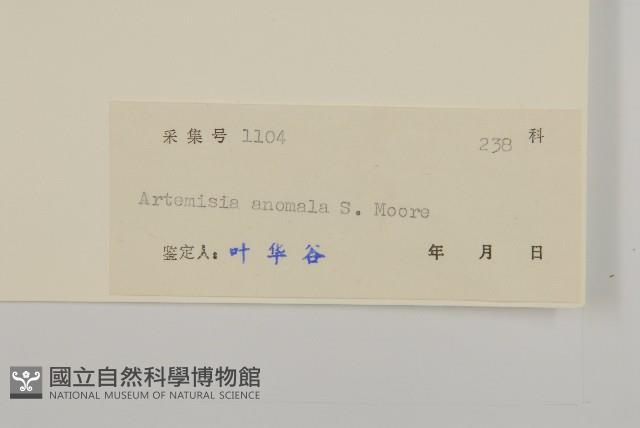 采集号 1104 238 科
Artemisia anomala S. Moore
鉴定人：叶华谷 年 月 日
國立自然科學博物館
NATIONAL MUSEUM OF NATURAL SCIENCE